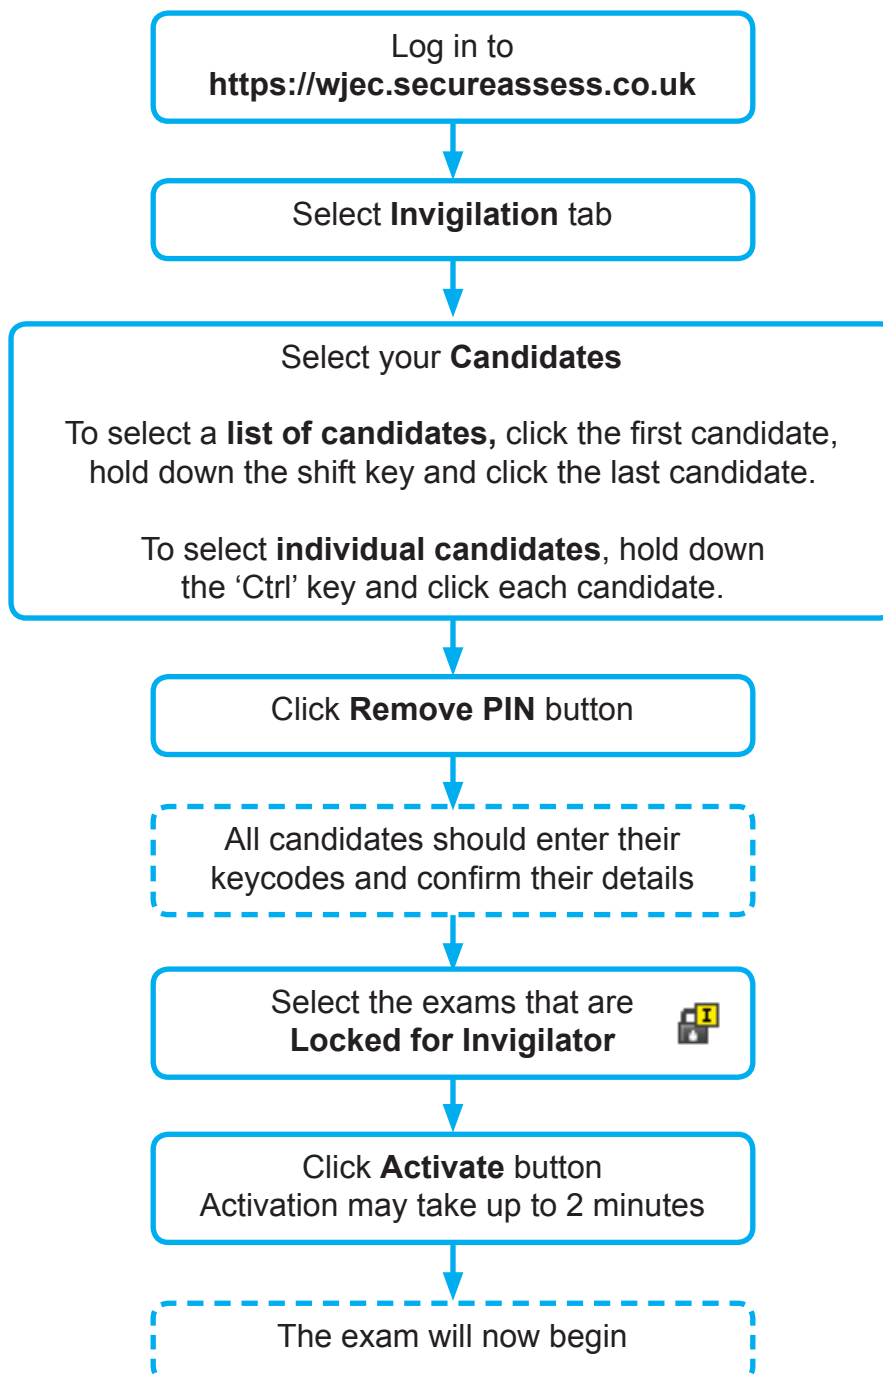 Log in to
https://wjec.secureassess.co.uk
Select Invigilation tab
Select your Candidates
To select a list of candidates, click the first candidate,
hold down the shift key and click the last candidate.
To select individual candidates, hold down
the ‘Ctrl’ key and click each candidate.
Click Remove PIN button
All candidates should enter their
keycodes and confirm their details
Select the exams that are
Locked for Invigilator
I
Click Activate button
Activation may take up to 2 minutes
The exam will now begin